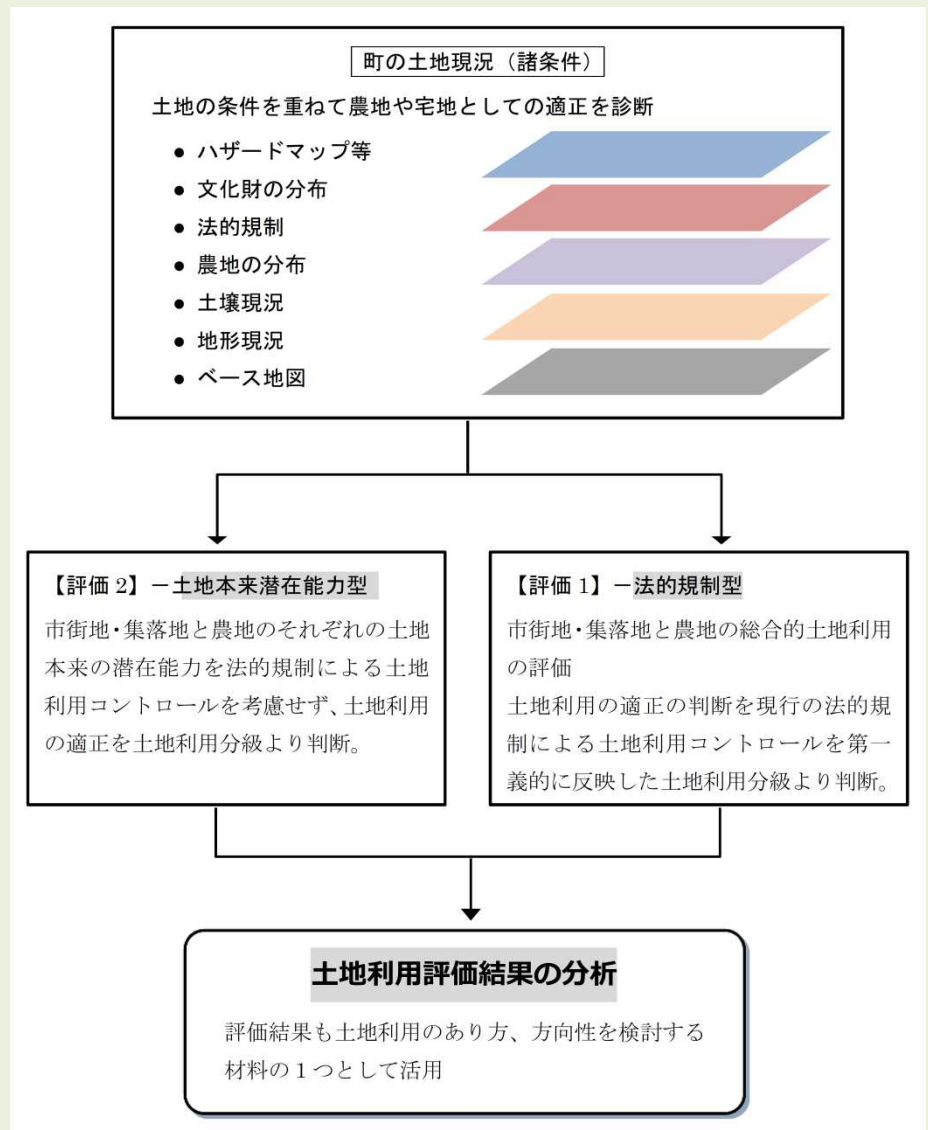 町の土地現況（諸条件）
土地の条件を重ねて農地や宅地としての適正を診断
● ハザードマップ等
● 文化財の分布
● 法的規制
● 農地の分布
● 土壌現況
● 地形現況
● ベース地図
【評価 2】－土地本来潜在能力型
市街地・集落地と農地のそれぞれの土地
本来の潜在能力を法的規制による土地
利用コントロールを考慮せず、土地利用
の適正を土地利用分級より判断。
【評価 1】－法的規制型
市街地・集落地と農地の総合的土地利用
の評価
土地利用の適正の判断を現行の法的規
制による土地利用コントロールを第一
義的に反映した土地利用分級より判断。
土地利用評価結果の分析
評価結果も土地利用のあり方、方向性を検討する
材料の１つとして活用